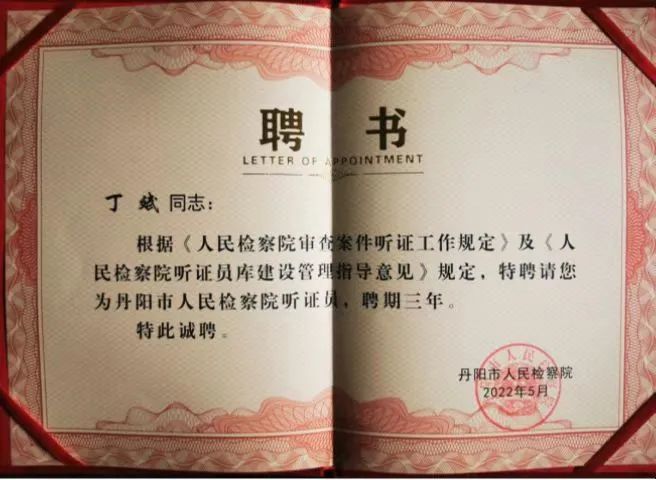 聘书
LETTER OF APPOINTMENT
丁斌同志：
根据《人民检察院审查案件听证工作规定》及《人
民检察院听证员库建设管理指导意见》规定，特聘请您
为丹阳市人民检察院听证员，聘期三年。
特此诚聘。
丹阳市人民检察院
2022年5月